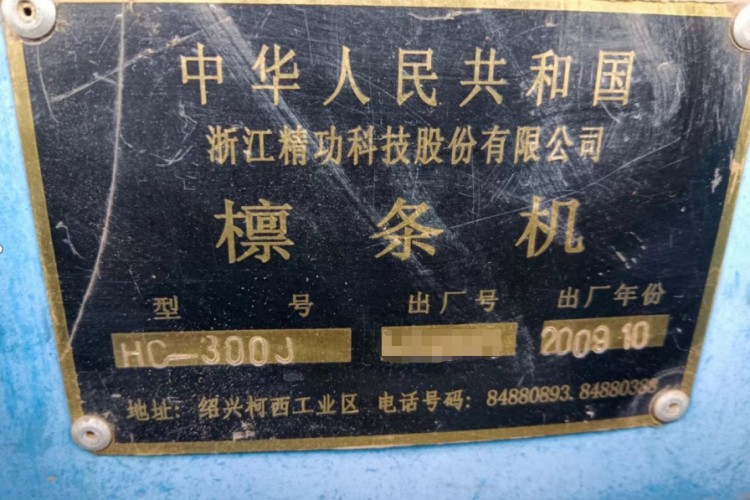 中华人民共和国
浙江精功科技股份有限公司
檩条机
型号 出厂号 出厂年份
HC-300J 2009 10
地址: 绍兴柯西工业区 电话号码: 84880893. 84880388